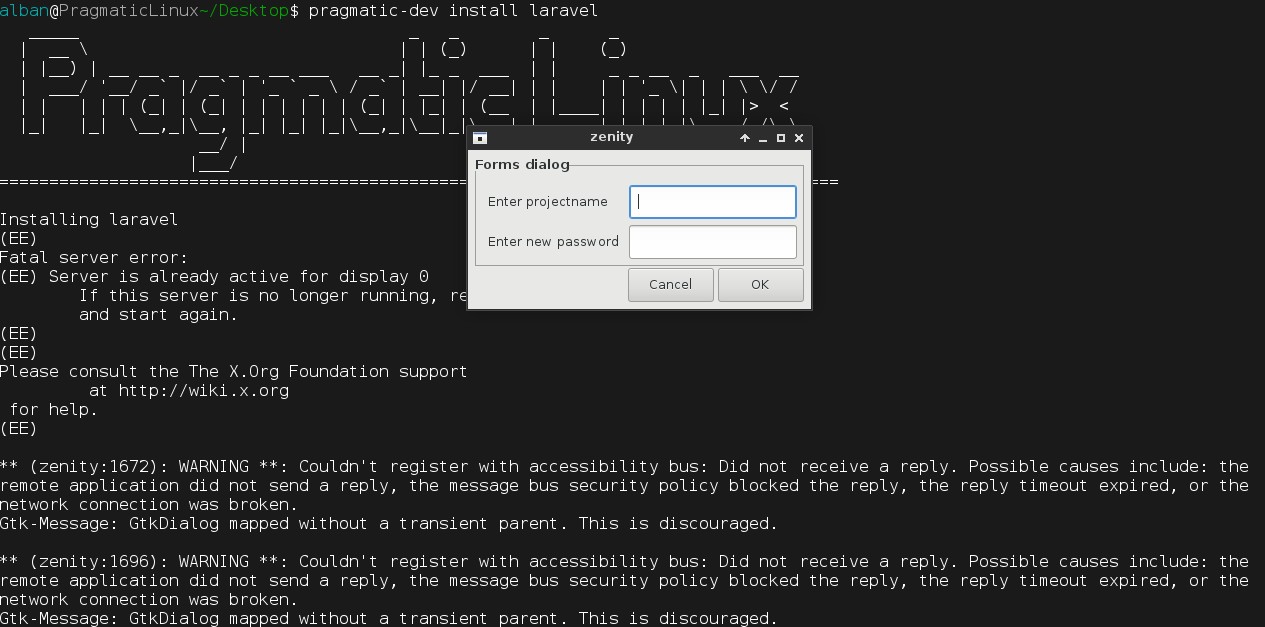 alban@PragmaticLinux~/Desktop$ pragmatic-dev install laravel
PragmaticLinux
zenity
Forms dialog
Enter projectname
Enter new password
Cancel OK
Installing laravel
(EE)
Fatal server error:
(EE) Server is already active for display 0
If this server is no longer running,
and start again.
(EE)
(EE)
Please consult the The X.Org Foundation support
at http://wiki.x.org
for help.
(EE)
** (zenity:1672): WARNING **: Couldn't register with accessibility bus: Did not receive a reply. Possible causes include: the
remote application did not send a reply, the message bus security policy blocked the reply, the reply timeout expired, or the
network connection was broken.
Gtk-Message: GtkDialog mapped without a transient parent. This is discouraged.
** (zenity:1696): WARNING **: Couldn't register with accessibility bus: Did not receive a reply. Possible causes include: the
remote application did not send a reply, the message bus security policy blocked the reply, the reply timeout expired, or the
network connection was broken.
Gtk-Message: GtkDialog mapped without a transient parent. This is discouraged.